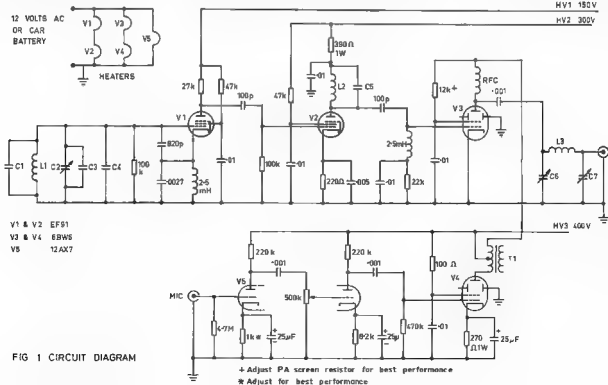 HV1 150V
HV2 300V
12 VOLTS AC
OR CAR
BATTERY
V1
V3
V5
V2
V4
HEATERS
390Ω
1W
·01
L2
C5
RFC
·001
27k
47k
100p
47k
100p
12k+
V1
V2
V3
C1
L1
C2
C3
C4
100
k
820p
·0027
2·5
mH
·01
100k
·01
220Ω
·005
·01
2·5mH
22k
·01
L3
C6
C7
V1 & V2 EF91
V3 & V4 6BW6
V5 12AX7
HV3 400V
220k
·001
220k
·001
100Ω
T1
V5
V4
MIC
500k
4·7M
1k
25µF
8·2k
25µ
470k
·01
270
Ω1W
25µF
FIG 1 CIRCUIT DIAGRAM
+ Adjust PA screen resistor for best performance
* Adjust for best performance